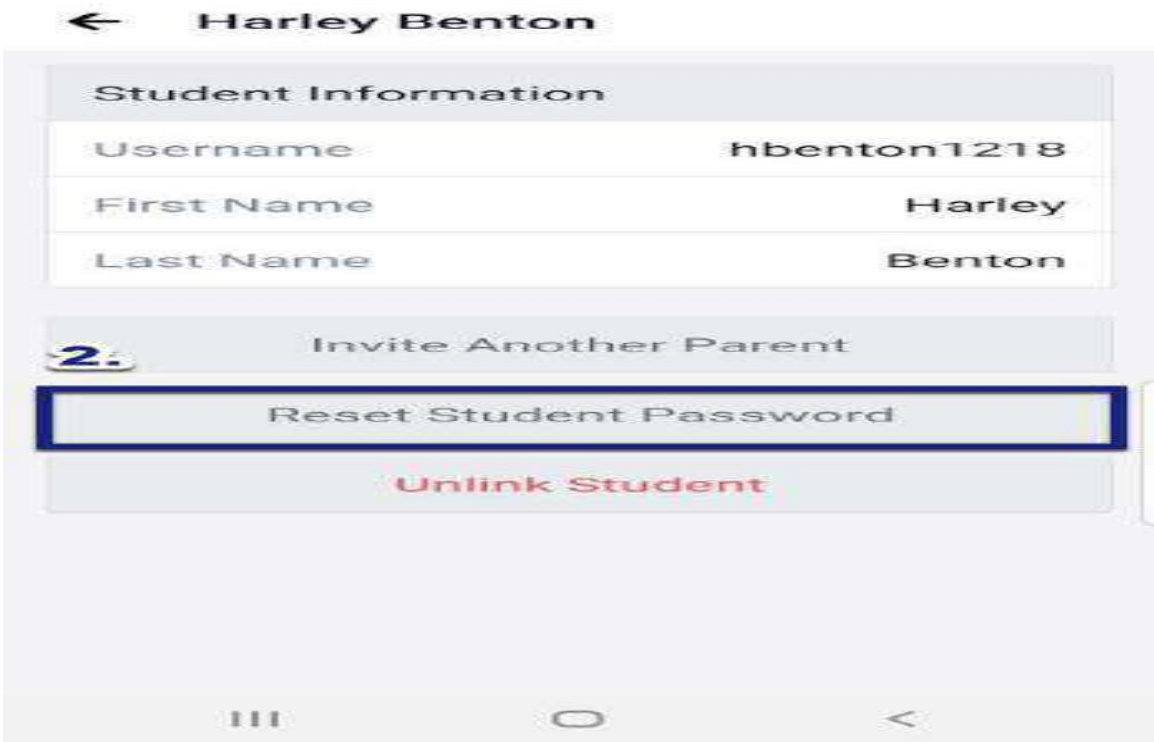 Harley Benton
Student Information
Username hbenton1218
First Name Harley
Last Name Benton
Invite Another Parent
2.
Reset Student Password
Unlink Student